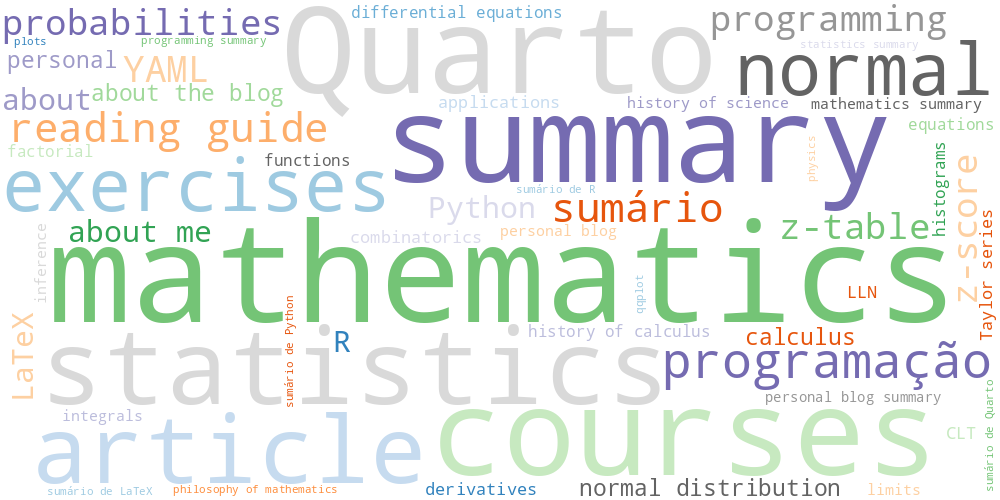 probabilities
differential equations
Quarto
programming
plots
programming summary
statistics summary
personal
YAML
normal
about
about the blog
applications
history of science
mathematics summary
reading guide
summary
equations
factorial
functions
physics
histograms
exercises
sumário de R
z-score
Python
sumário
z-table
about me
combinatorics
personal blog
mathematics
inference
Taylor series
qqplot
LLN
sumário de Python
R
history of calculus
calculus
LaTeX
statistics
programação
integrals
personal blog summary
sumário de Quarto
article
courses
CLT
sumário de LaTeX
philosophy of mathematics
derivatives
normal distribution
limits